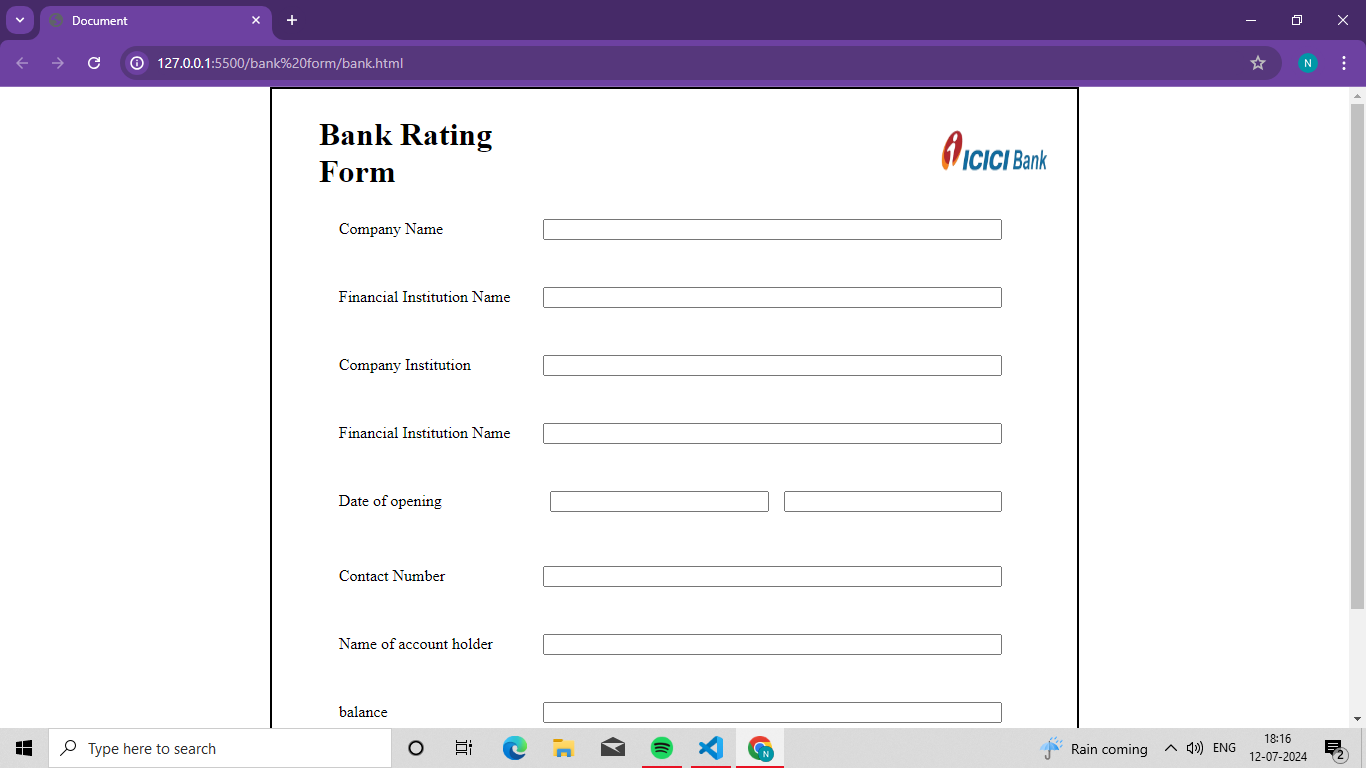 Document
127.0.0.1:5500/bank%20form/bank.html
N
Bank Rating
Form
ICICI Bank
Company Name
Financial Institution Name
Company Institution
Financial Institution Name
Date of opening
Contact Number
Name of account holder
balance
Type here to search
N
Rain coming
ENG
18:16
12-07-2024
2